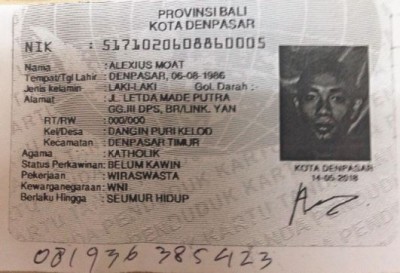 PROVINSI BALI
KOTA DENPASAR
NIK : 5171020608860005
Nama : ALEXIUS MOAT
Tempat/Tgl Lahir : DENPASAR, 06-08-1986
Jenis kelamin : LAKI-LAKI Gol. Darah :-
Alamat : JL. LETDA MADE PUTRA
GG.III DPS, BR/LINK. YAN
RT/RW : 000/000
Kel/Desa : DANGIN PURI KELOD
Kecamatan : DENPASAR TIMUR
Agama : KATHOLIK
Status Perkawinan : BELUM KAWIN
Pekerjaan : WIRASWASTA
Kewarganegaraan : WNI
Berlaku Hingga : SEUMUR HIDUP
KOTA DENPASAR
14-05-2018
081936 385423